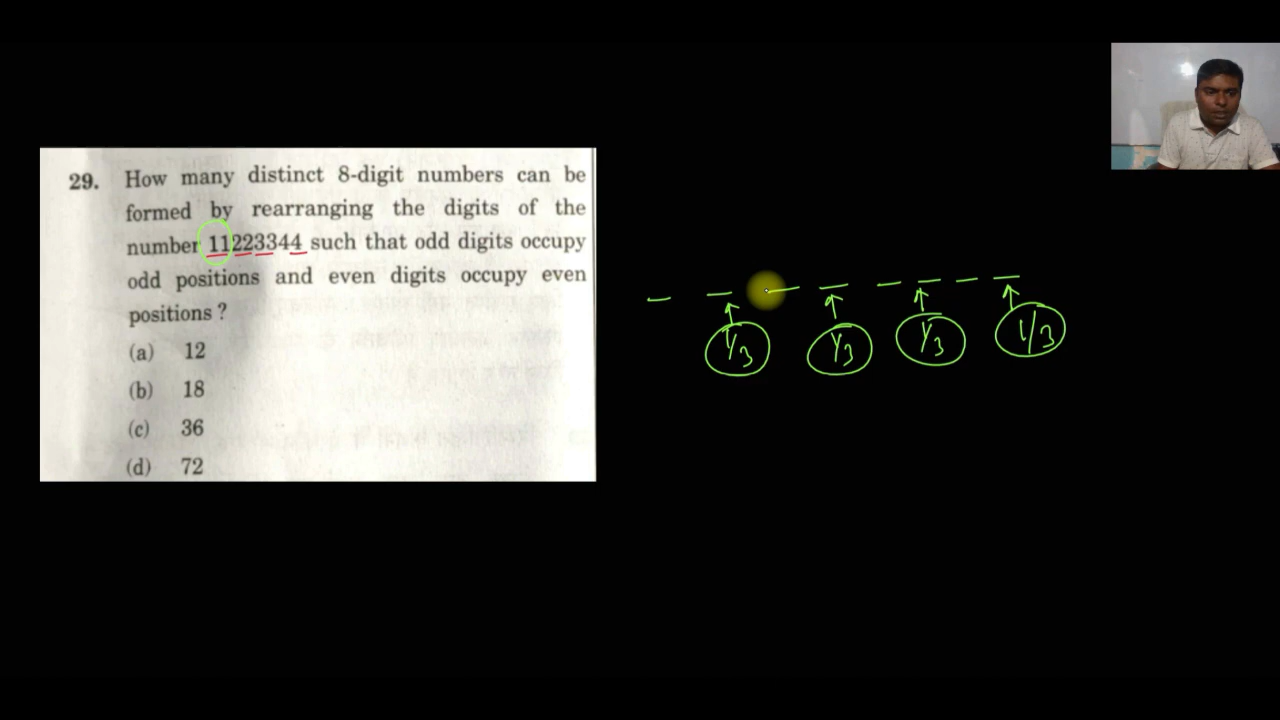 29. How many distinct 8-digit numbers can be
formed by rearranging the digits of the
number 11223344 such that odd digits occupy
odd positions and even digits occupy even
positions ?
(a) 12
(b) 18
(c) 36
(d) 72
1/3 1/3 1/3 1/3